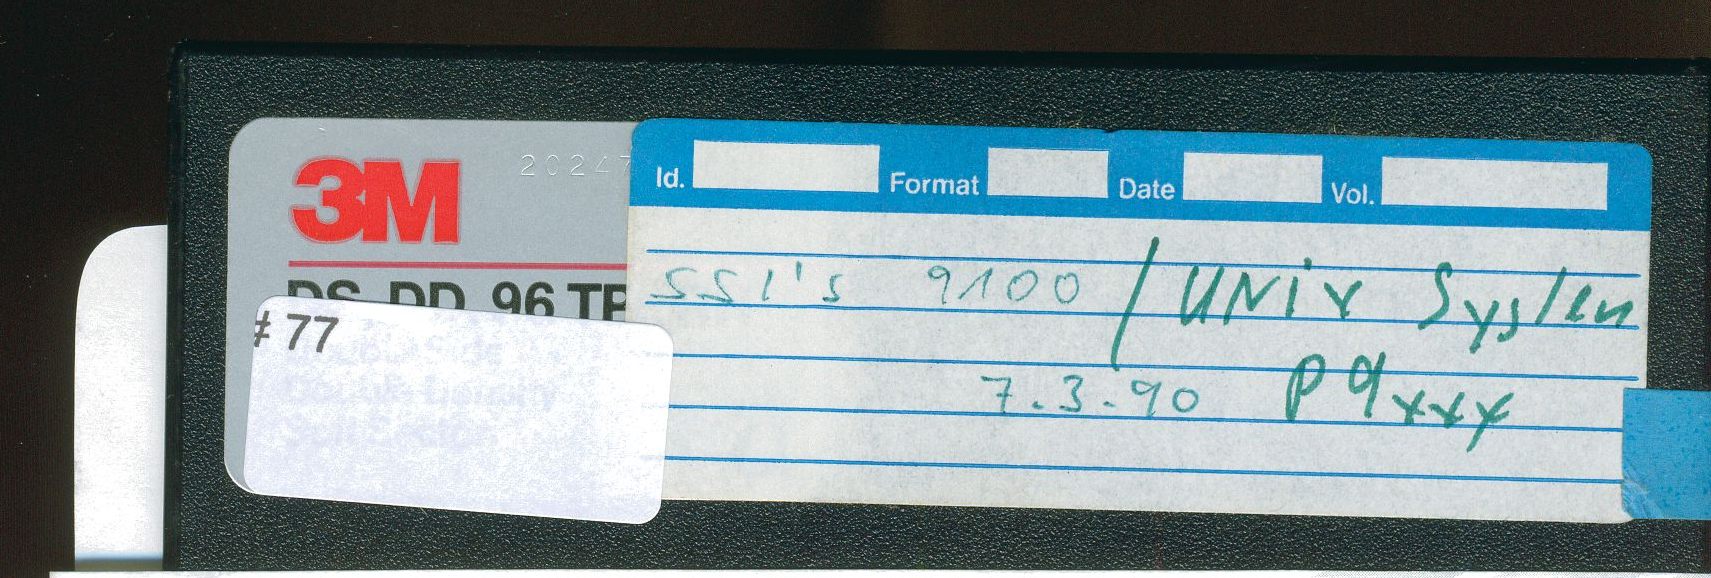 3M
20247
DS, DD, 96 TP
# 77
Id. Format Date Vol.
SSI's 9100 / UNix System
7.3.90 P9xxx